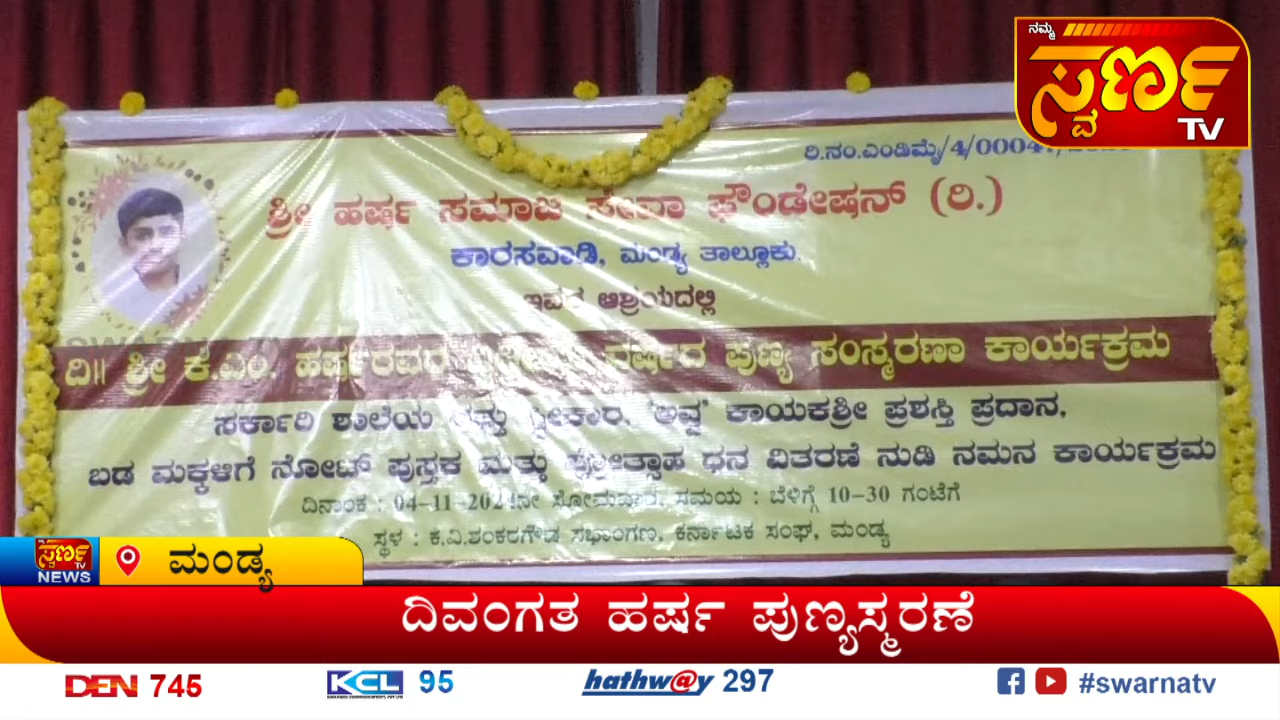 ನಮ್ಮ
ಸ್ವರ್ಣ
TV
ರಿ.ನಂ.ಎಂಡಿಮೈ/4/0004
ಶ್ರೀ ಹರ್ಷ ಸಮಾಜ ಸೇವಾ ಫೌಂಡೇಷನ್ (ರಿ.)
ಕಾರಸವಾಡಿ, ಮಂಡ್ಯ ತಾಲ್ಲೂಕು.
ಇವರ ಆಶ್ರಯದಲ್ಲಿ
ದಿ|| ಶ್ರೀ ಕೆ.ಎಂ. ಹರ್ಷರವರ ವರ್ಷದ ಪುಣ್ಯ ಸಂಸ್ಮರಣಾ ಕಾರ್ಯಕ್ರಮ
ಸರ್ಕಾರಿ ಶಾಲೆಯ ದತ್ತು ಸ್ವೀಕಾರ, 'ಅವ್ವ' ಕಾಯಕಶ್ರೀ ಪ್ರಶಸ್ತಿ ಪ್ರದಾನ,
ಬಡ ಮಕ್ಕಳಿಗೆ ನೋಟ್ ಪುಸ್ತಕ ಮತ್ತು ಪ್ರೋತ್ಸಾಹ ಧನ ವಿತರಣೆ ನುಡಿ ನಮನ ಕಾರ್ಯಕ್ರಮ
ದಿನಾಂಕ : 04-11-2024ನೇ ಸೋಮವಾರ, ಸಮಯ : ಬೆಳಿಗ್ಗೆ 10-30 ಗಂಟೆಗೆ
ಸ್ಥಳ : ಕೆ.ವಿ.ಶಂಕರಗೌಡ ಸಭಾಂಗಣ, ಕರ್ನಾಟಕ ಸಂಘ, ಮಂಡ್ಯ
ಸ್ವರ್ಣ TV NEWS ಮಂಡ್ಯ
ದಿವಂಗತ ಹರ್ಷ ಪುಣ್ಯಸ್ಮರಣೆ
DEN 745 KCL 95 hathw@y 297 #swarnatv